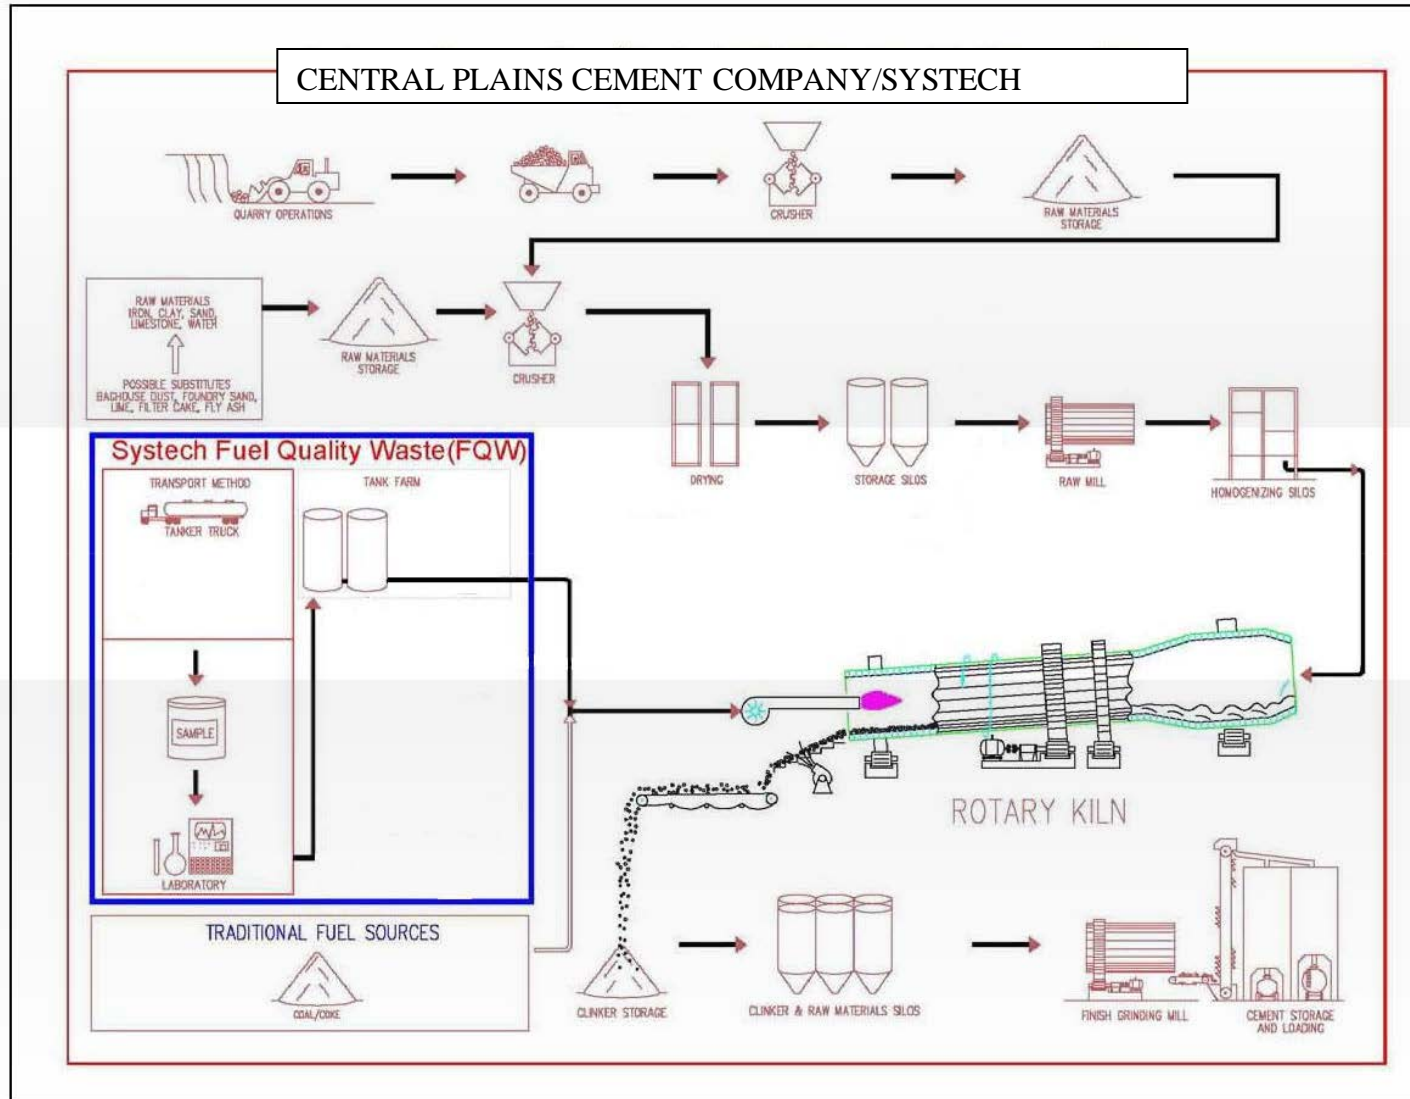 CENTRAL PLAINS CEMENT COMPANY/SYSTECH
QUARRY OPERATIONS
CRUSHER
RAW MATERIALS
STORAGE
RAW MATERIALS
IRON, CLAY, SAND,
LIMESTONE, WATER
POSSIBLE SUBSTITUTES
BAGHOUSE DUST, FOUNDRY SAND,
LIME, FILTER CAKE, FLY ASH
RAW MATERIALS
STORAGE
CRUSHER
DRYING
STORAGE SILOS
RAW MILL
HOMOGENIZING SILOS
Systech Fuel Quality Waste(FQW)
TRANSPORT METHOD
TANKER TRUCK
TANK FARM
SAMPLE
LABORATORY
ROTARY KILN
TRADITIONAL FUEL SOURCES
COAL/COKE
CLINKER STORAGE
CLINKER & RAW MATERIALS SILOS
FINISH GRINDING MILL
CEMENT STORAGE
AND LOADING